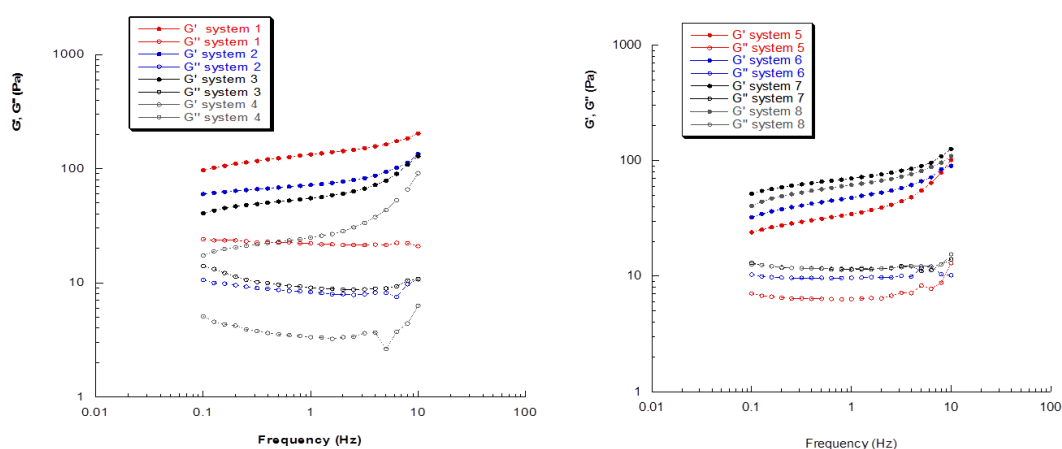 G' system 1
G'' system 1
G' system 2
G'' system 2
G' system 3
G'' system 3
G' system 4
G'' system 4
1000
100
10
1
G', G'' (Pa)
0.01
0.1
1
10
100
Frequency (Hz)
G' system 5
G'' system 5
G' system 6
G'' system 6
G' system 7
G'' system 7
G' system 8
G'' system 8
1000
100
10
1
G', G'' (Pa)
0.01
0.1
1
10
100
Frequency (Hz)